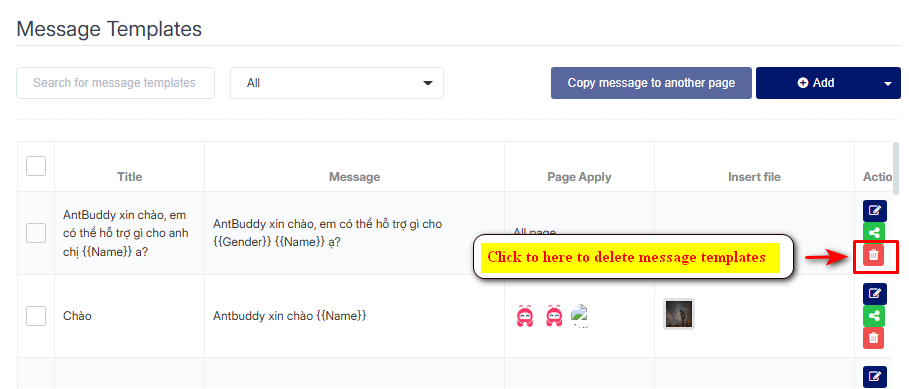 Message Templates
Search for message templates
All
Copy message to another page
Add
Title
Message
Page Apply
Insert file
Actio
AntBuddy xin chào, em
có thể hỗ trợ gì cho anh
chị {{Name}} a?
AntBuddy xin chào, em có thể hỗ trợ gì cho
{{Gender}} {{Name}} ạ?
All page
Click to here to delete message templates
Chào
Antbuddy xin chào {{Name}}